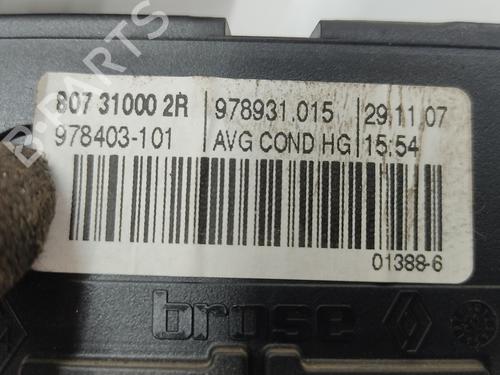 807 31000 2R 978931.015 29.11.07
978403-101 AVG COND HG 15:54
01388-6
brose
B-PARTS